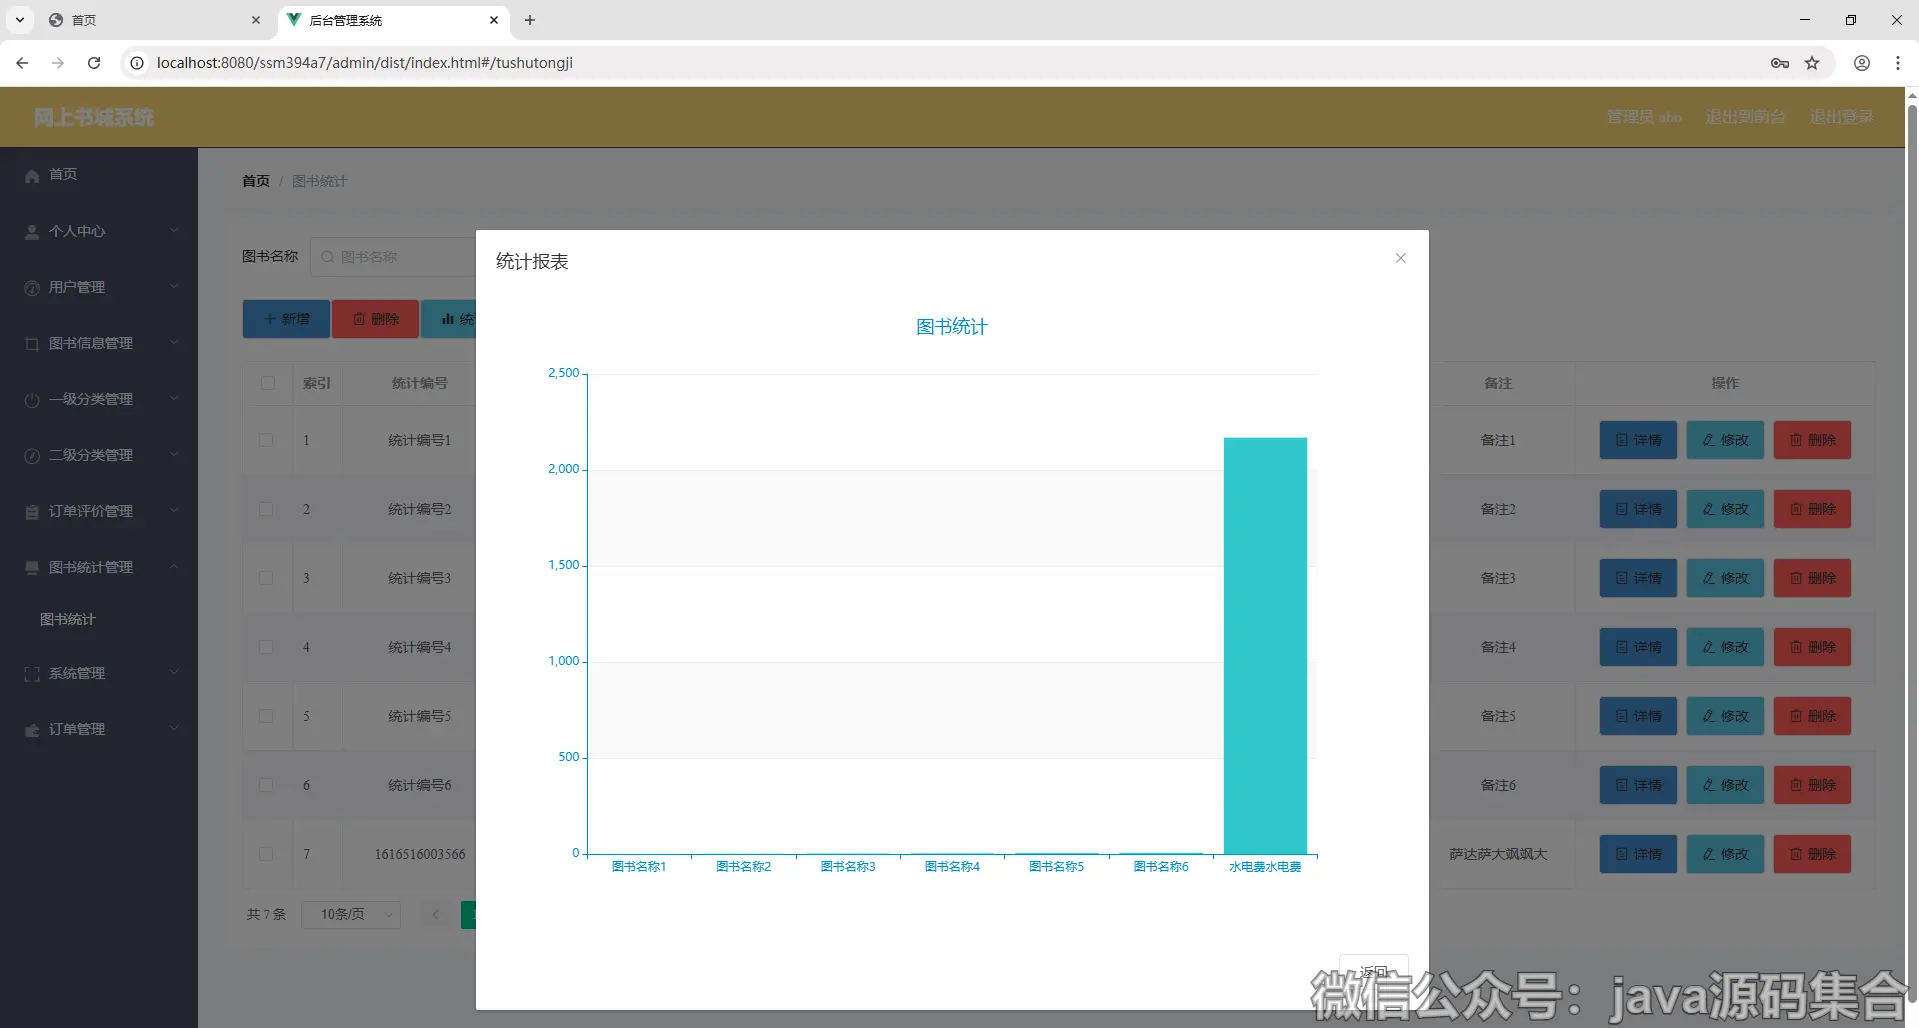 首页
后台管理系统
localhost:8080/ssm394a7/admin/dist/index.html#/tushutongji
网上书城系统
管理员 abo
退出到前台
退出登录
首页
个人中心
用户管理
图书信息管理
一级分类管理
二级分类管理
订单评价管理
图书统计管理
图书统计
系统管理
订单管理
首页 / 图书统计
图书名称 图书名称
新增 删除
索引 统计编号 备注 操作
1 统计编号1 备注1 详情 修改 删除
2 统计编号2 备注2 详情 修改 删除
3 统计编号3 备注3 详情 修改 删除
4 统计编号4 备注4 详情 修改 删除
5 统计编号5 备注5 详情 修改 删除
6 统计编号6 备注6 详情 修改 删除
7 1616516003566 萨达萨大飒飒大 详情 修改 删除
共 7 条 10条/页
统计报表
图书统计
2,500
2,000
1,500
1,000
500
0
图书名称1 图书名称2 图书名称3 图书名称4 图书名称5 图书名称6 水电费水电费
返回
微信公众号：java源码集合